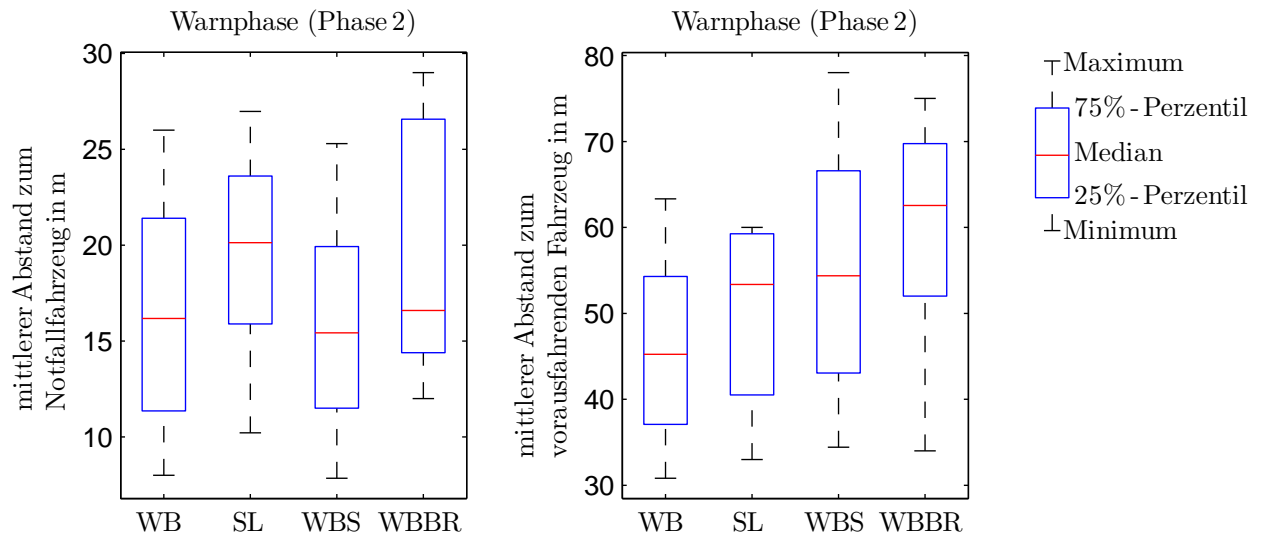 Warnphase (Phase 2)
mittlerer Abstand zum
Notfallfahrzeug in m
30
25
20
15
10
WB SL WBS WBBR
Warnphase (Phase 2)
mittlerer Abstand zum
vorausfahrenden Fahrzeug in m
80
70
60
50
40
30
WB SL WBS WBBR
Maximum
75% - Perzentil
Median
25% - Perzentil
Minimum